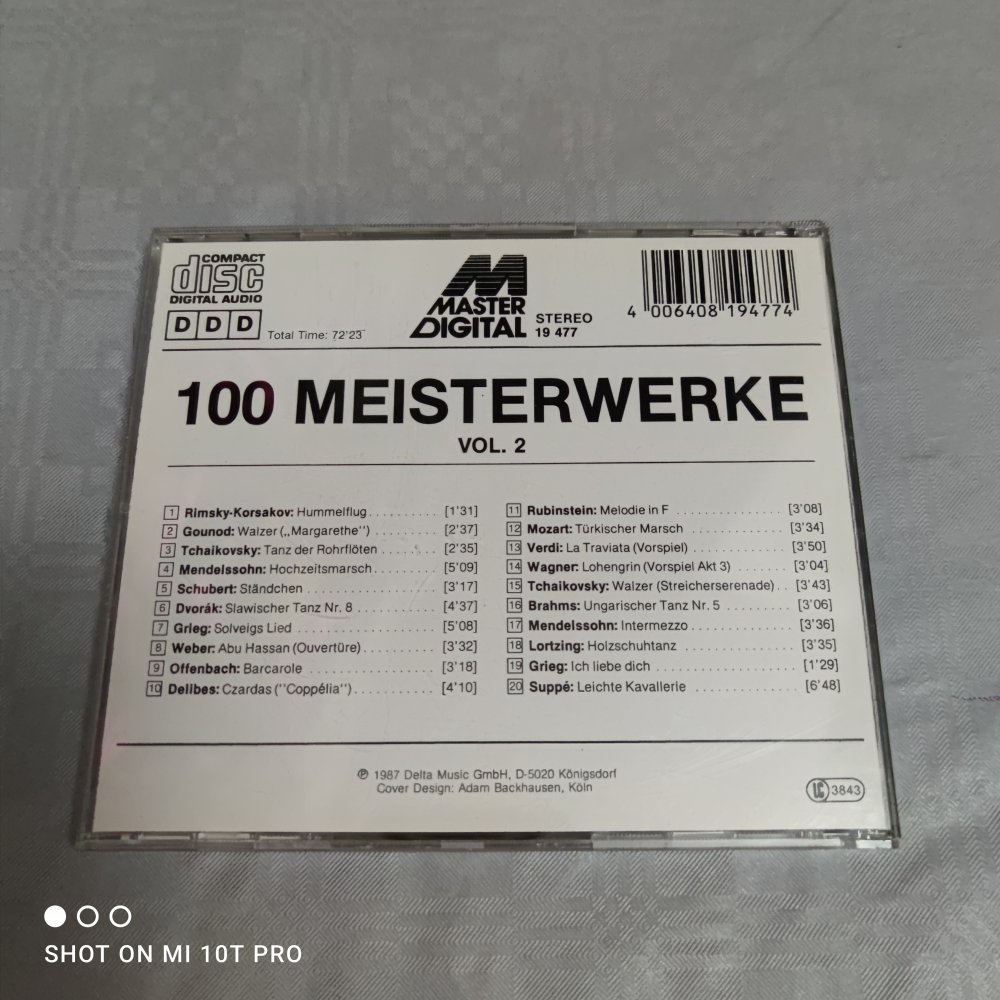 COMPACT
disc
DIGITAL AUDIO
D D D
Total Time: 72'23
M
MASTER
DIGITAL
STEREO
19 477
4 006408 194774
100 MEISTERWERKE
VOL. 2
1 Rimsky-Korsakov: Hummelflug.......... [1'31]
2 Gounod: Walzer (,,Margarethe'') ........ [2'37]
3 Tchaikovsky: Tanz der Rohrflöten ........ [2'35]
4 Mendelssohn: Hochzeitsmarsch......... [5'09]
5 Schubert: Ständchen ................... [3'17]
6 Dvorák: Slawischer Tanz Nr. 8 ........... [4'37]
7 Grieg: Solveigs Lied ................... [5'08]
8 Weber: Abu Hassan (Ouvertüre).......... [3'32]
9 Offenbach: Barcarole ................... [3'18]
10 Delibes: Czardas (''Coppélia'')............ [4'10]
11 Rubinstein: Melodie in F ............... [3'08]
12 Mozart: Türkischer Marsch ............. [3'34]
13 Verdi: La Traviata (Vorspiel) ............. [3'50]
14 Wagner: Lohengrin (Vorspiel Akt 3) ....... [3'04]
15 Tchaikovsky: Walzer (Streicherserenade).. [3'43]
16 Brahms: Ungarischer Tanz Nr. 5 ......... [3'06]
17 Mendelssohn: Intermezzo ............. [3'36]
18 Lortzing: Holzschuhtanz ............... [3'35]
19 Grieg: Ich liebe dich ................... [1'29]
20 Suppé: Leichte Kavallerie .............. [6'48]
℗ 1987 Delta Music GmbH, D-5020 Königsdorf
Cover Design: Adam Backhausen, Köln
LC 3843
SHOT ON MI 10T PRO